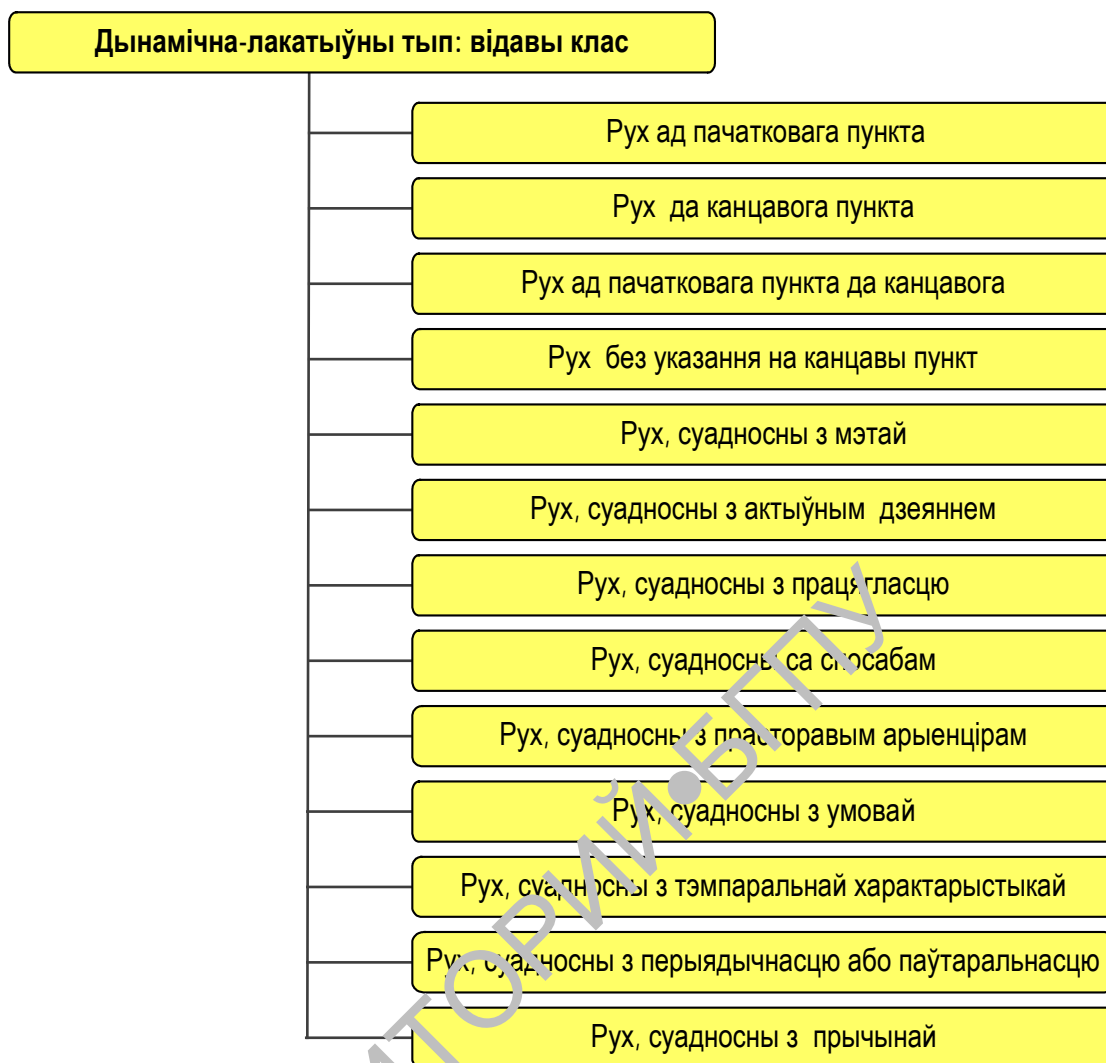 Дынамічна-лакатыўны тып: відавы клас
Рух ад пачатковага пункта
Рух да канцавога пункта
Рух ад пачатковага пункта да канцавога
Рух без указання на канцавы пункт
Рух, суадносны з мэтай
Рух, суадносны з актыўным дзеяннем
Рух, суадносны з працягласцю
Рух, суадносны са спосабам
Рух, суадносны з прасторавым арыенцірам
Рух, суадносны з умовай
Рух, суадносны з тэмпаральнай характарыстыкай
Рух, суадносны з перыядычнасцю або паўтаральнасцю
Рух, суадносны з прычынай
ИТОРИЙ•БГПУ